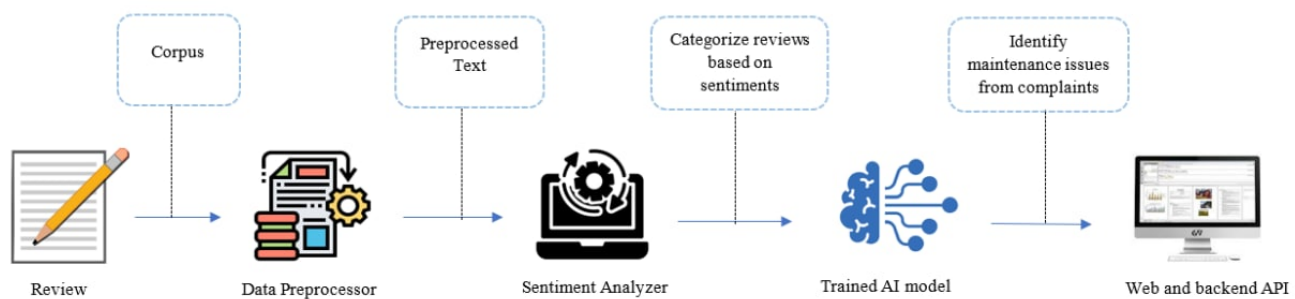 Corpus
Preprocessed
Text
Categorize reviews
based on
sentiments
Identify
maintenance issues
from complaints
Review
Data Preprocessor
Sentiment Analyzer
Trained AI model
Web and backend API